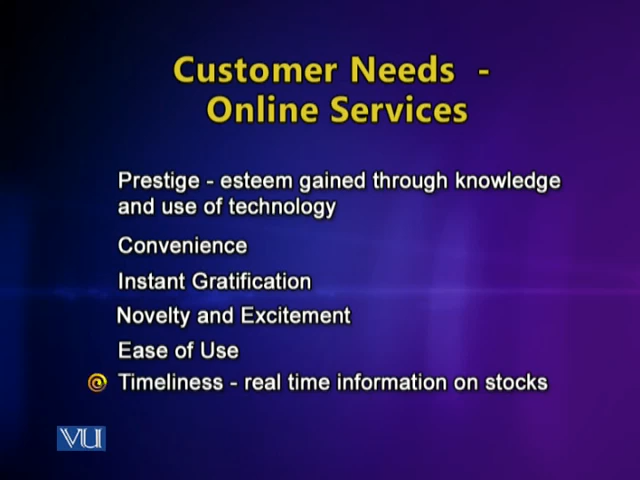 Customer Needs -
Online Services
Prestige - esteem gained through knowledge
and use of technology
Convenience
Instant Gratification
Novelty and Excitement
Ease of Use
Timeliness - real time information on stocks
VU